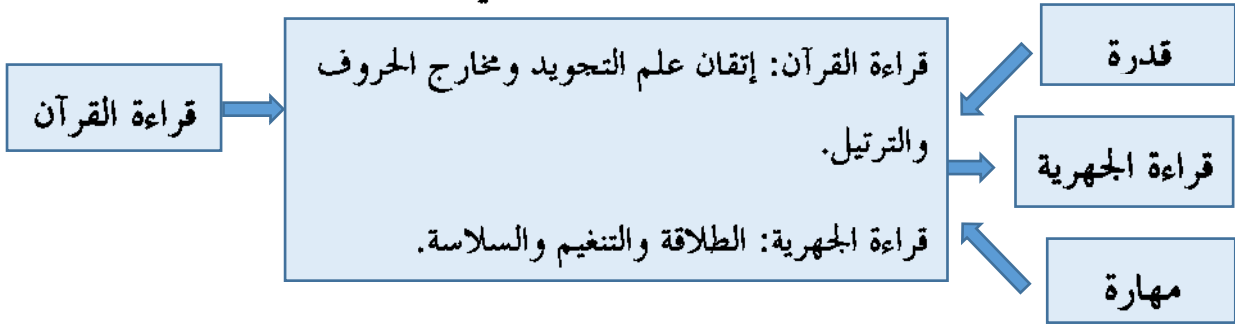 قدرة
قراءة القرآن: إتقان علم التجويد ومخارج الحروف
والترتيل.
قراءة القرآن
قراءة الجهرية
قراءة الجهرية: الطلاقة والتنغيم والسلاسة.
مهارة